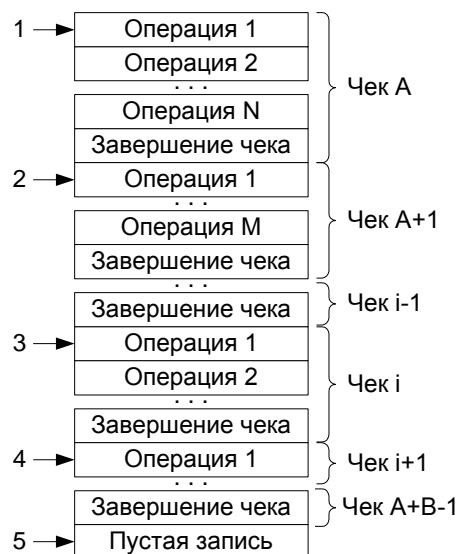 1 Операция 1
Операция 2
. . .
Операция N
Завершение чека
Чек A
2 Операция 1
. . .
Операция M
Завершение чека
Чек A+1
. . .
Завершение чека
Чек i-1
3 Операция 1
Операция 2
. . .
Завершение чека
Чек i
4 Операция 1
Чек i+1
. . .
Завершение чека
Чек A+B-1
5 Пустая запись